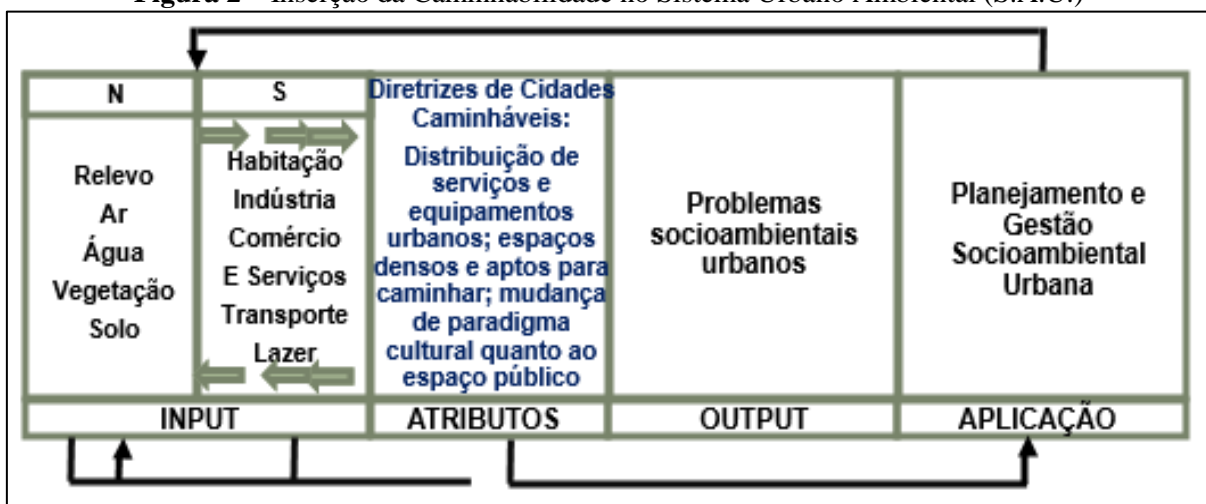 Figura 2 – Inserção da Caminhabilidade no Sistema Urbano Ambiental (S.A.U.)
N
Relevo
Ar
Água
Vegetação
Solo
S
Habitação
Indústria
Comércio
E Serviços
Transporte
Lazer
INPUT
Diretrizes de Cidades
Caminháveis:
Distribuição de
serviços e
equipamentos
urbanos; espaços
densos e aptos para
caminhar; mudança
de paradigma
cultural quanto ao
espaço público
ATRIBUTOS
Problemas
socioambientais
urbanos
OUTPUT
Planejamento e
Gestão
Socioambiental
Urbana
APLICAÇÃO